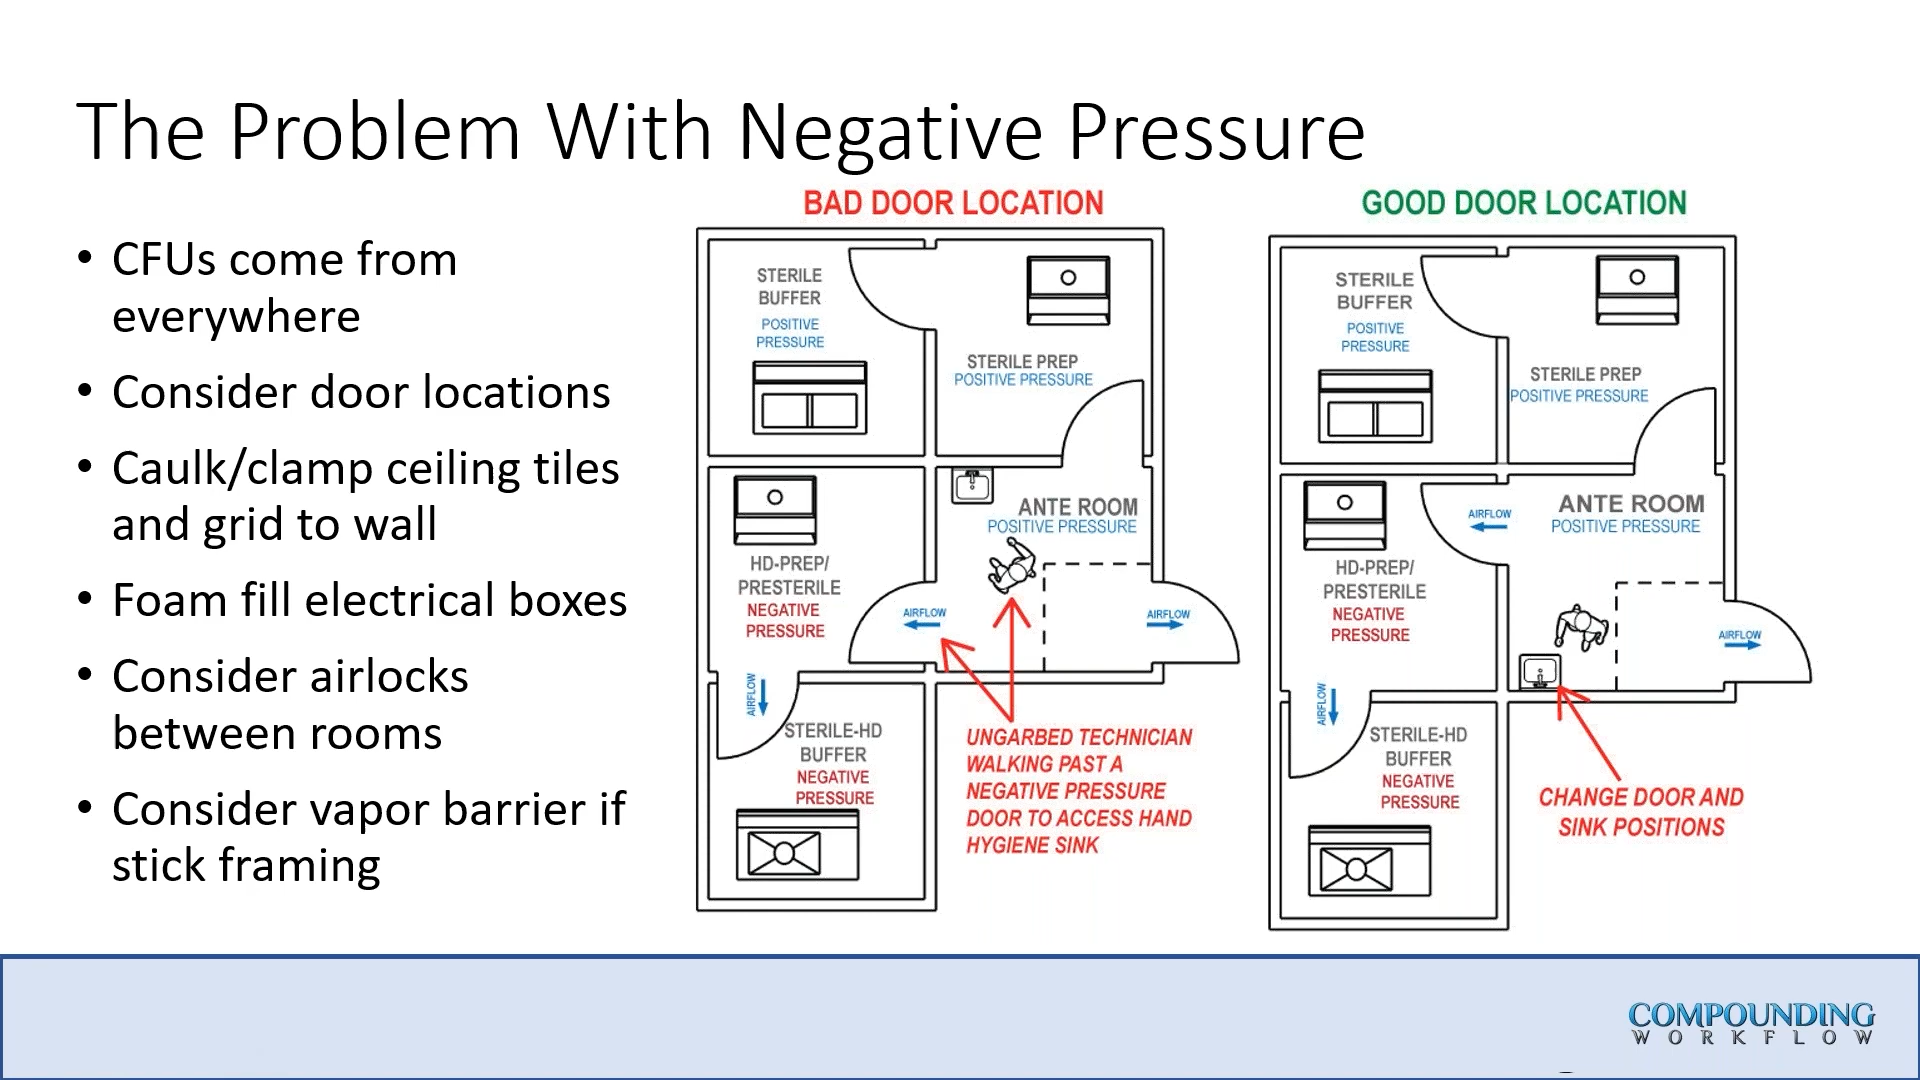 The Problem With Negative Pressure
• CFUs come from
everywhere
• Consider door locations
• Caulk/clamp ceiling tiles
and grid to wall
• Foam fill electrical boxes
• Consider airlocks
between rooms
• Consider vapor barrier if
stick framing
BAD DOOR LOCATION
STERILE
BUFFER
POSITIVE
PRESSURE
STERILE PREP
POSITIVE PRESSURE
ANTE ROOM
POSITIVE PRESSURE
HD-PREP/
PRESTERILE
NEGATIVE
PRESSURE
AIRFLOW
AIRFLOW
AIRFLOW
STERILE-HD
BUFFER
NEGATIVE
PRESSURE
UNGARBED TECHNICIAN
WALKING PAST A
NEGATIVE PRESSURE
DOOR TO ACCESS HAND
HYGIENE SINK
GOOD DOOR LOCATION
STERILE
BUFFER
POSITIVE
PRESSURE
STERILE PREP
POSITIVE PRESSURE
ANTE ROOM
POSITIVE PRESSURE
AIRFLOW
HD-PREP/
PRESTERILE
NEGATIVE
PRESSURE
AIRFLOW
AIRFLOW
STERILE-HD
BUFFER
NEGATIVE
PRESSURE
CHANGE DOOR AND
SINK POSITIONS
COMPOUNDING
WORKFLOW